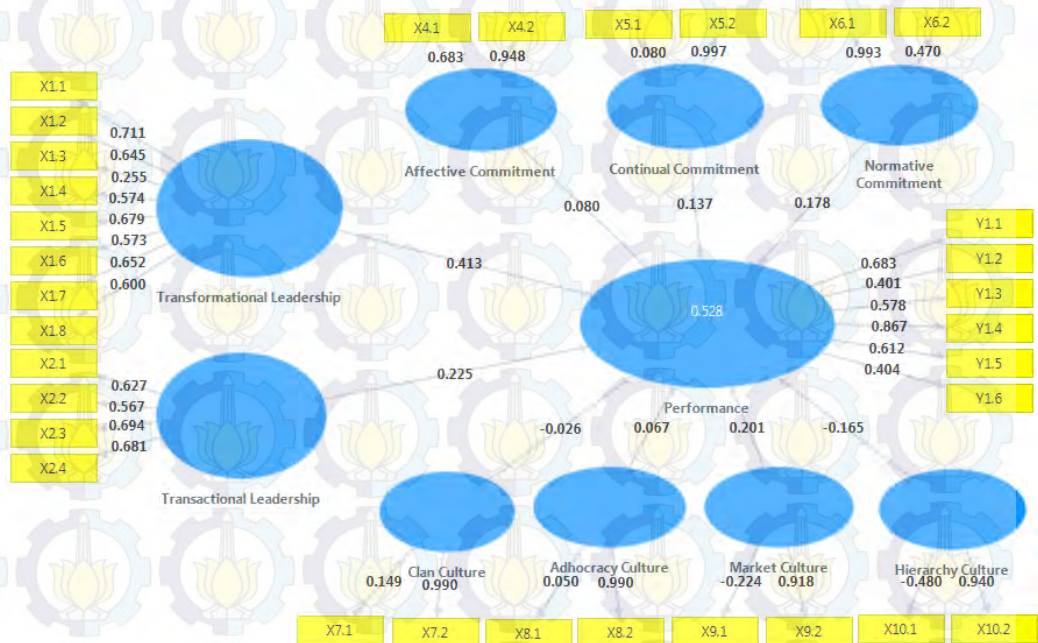 X4.1
X4.2
X5.1
X5.2
X6.1
X6.2
0.683
0.948
0.080
0.997
0.993
0.470
X1.1
X1.2
X1.3
X1.4
X1.5
X1.6
X1.7
X1.8
0.711
0.645
0.255
0.574
0.679
0.573
0.652
0.600
Transformational Leadership
Affective Commitment
Continual Commitment
Normative
Commitment
0.080
0.137
0.178
0.413
0.225
0.528
Performance
Y1.1
Y1.2
Y1.3
Y1.4
Y1.5
Y1.6
0.683
0.401
0.578
0.867
0.612
0.404
X2.1
X2.2
X2.3
X2.4
0.627
0.567
0.694
0.681
Transactional Leadership
-0.026
0.067
0.201
-0.165
Clan Culture
Adhocracy Culture
Market Culture
Hierarchy Culture
0.149
0.990
0.050
0.990
-0.224
0.918
-0.480
0.940
X7.1
X7.2
X8.1
X8.2
X9.1
X9.2
X10.1
X10.2